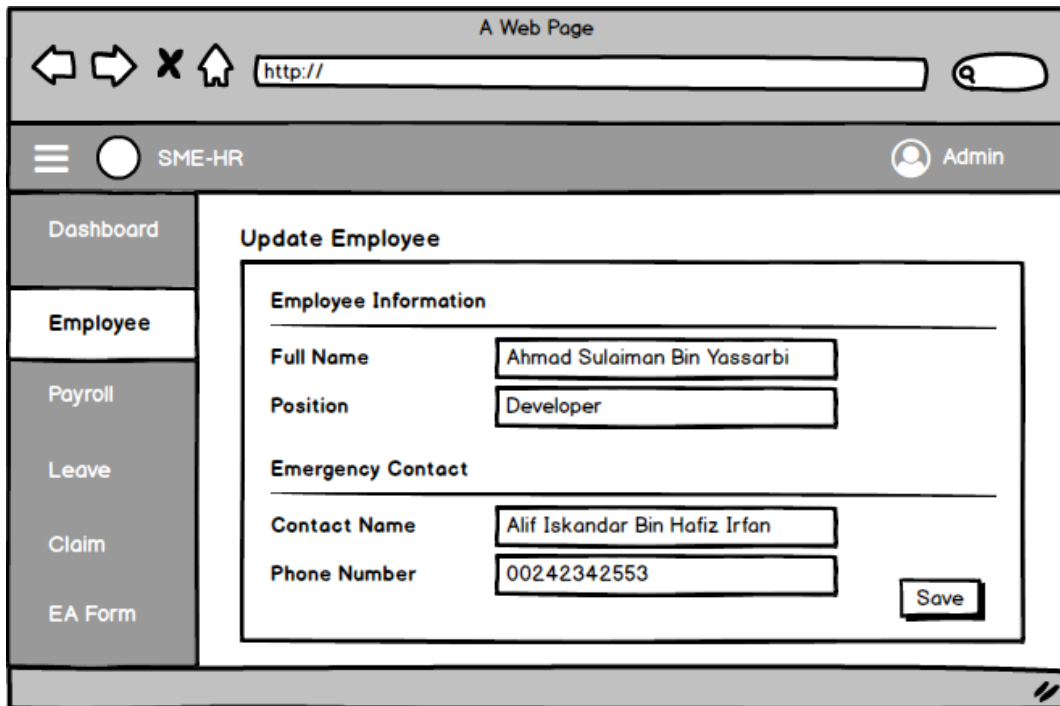 A Web Page
http://
SME-HR
Admin
Dashboard
Employee
Payroll
Leave
Claim
EA Form
Update Employee
Employee Information
Full Name Ahmad Sulaiman Bin Yassarbi
Position Developer
Emergency Contact
Contact Name Alif Iskandar Bin Hafiz Irfan
Phone Number 00242342553
Save